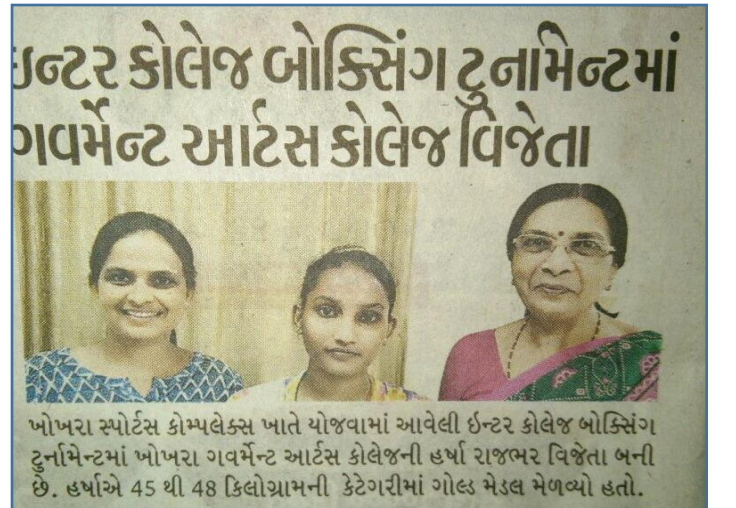 ઇન્ટર કોલેજ બોક્સિંગ ટુર્નામેન્ટમાં
ગવર્મેન્ટ આર્ટસ કોલેજ વિજેતા
ખોખરા સ્પોર્ટસ કોમ્પલેક્સ ખાતે યોજવામાં આવેલી ઇન્ટર કોલેજ બોક્સિંગ
ટુર્નામેન્ટમાં ખોખરા ગવર્મેન્ટ આર્ટસ કોલેજની હર્ષા રાજભર વિજેતા બની
છે. હર્ષાએ 45 થી 48 કિલોગ્રામની કેટેગરીમાં ગોલ્ડ મેડલ મેળવ્યો હતો.